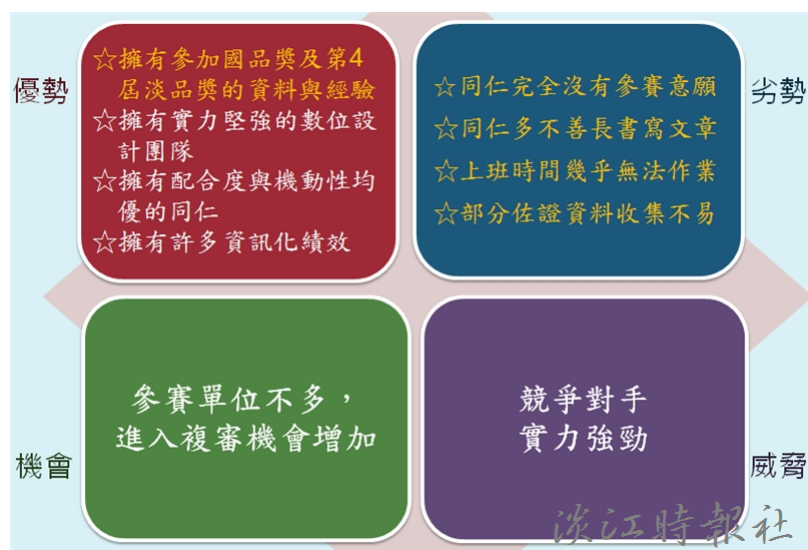 優勢
☆擁有參加國品獎及第4
屆淡品獎的資料與經驗
☆擁有實力堅強的數位設
計團隊
☆擁有配合度與機動性均
優的同仁
☆擁有許多資訊化績效
劣勢
☆同仁完全沒有參賽意願
☆同仁多不善長書寫文章
☆上班時間幾乎無法作業
☆部分佐證資料收集不易
機會
參賽單位不多，
進入複審機會增加
威脅
競爭對手
實力強勁
淡江時報社